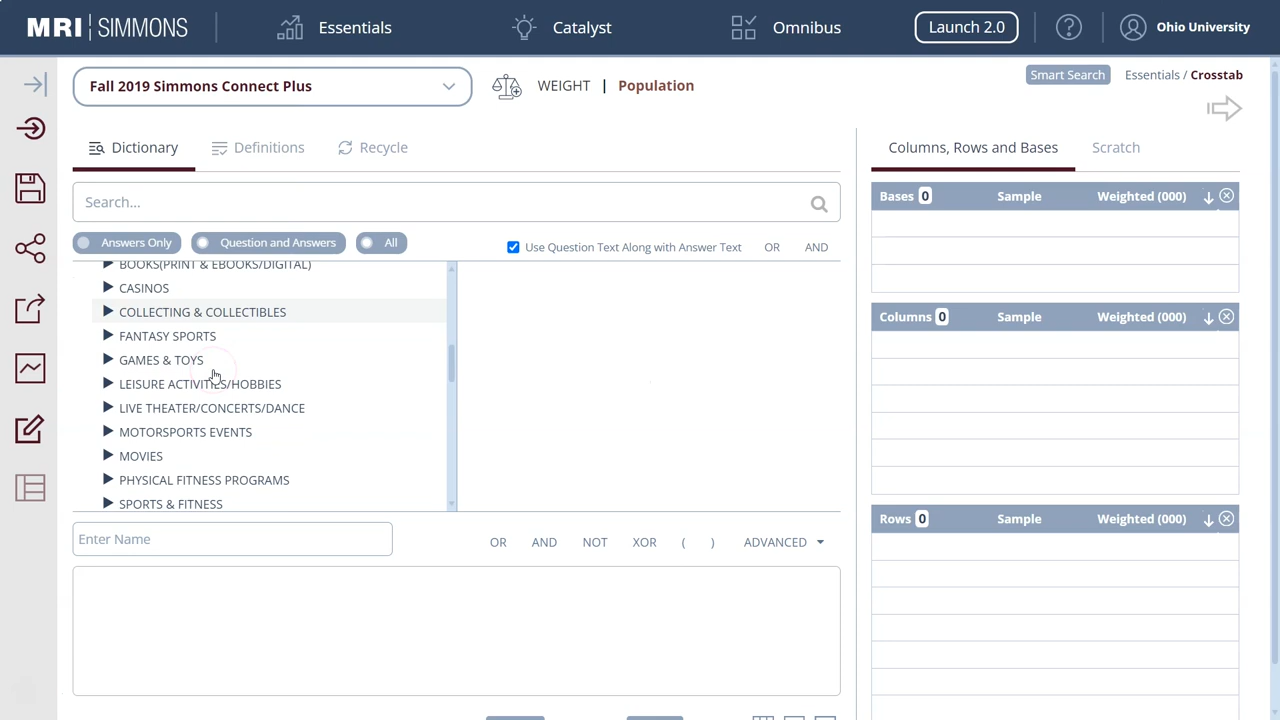 MRI | SIMMONS
Essentials
Catalyst
Omnibus
Launch 2.0
Ohio University
Fall 2019 Simmons Connect Plus
WEIGHT | Population
Smart Search
Essentials / Crosstab
Dictionary
Definitions
Recycle
Columns, Rows and Bases
Scratch
Search...
Answers Only
Question and Answers
All
Use Question Text Along with Answer Text
OR
AND
BOOKS(PRINT & EBOOKS/DIGITAL)
CASINOS
COLLECTING & COLLECTIBLES
FANTASY SPORTS
GAMES & TOYS
LEISURE ACTIVITIES/HOBBIES
LIVE THEATER/CONCERTS/DANCE
MOTORSPORTS EVENTS
MOVIES
PHYSICAL FITNESS PROGRAMS
SPORTS & FITNESS
Enter Name
OR AND NOT XOR ( ) ADVANCED
Bases 0 Sample Weighted (000)
Columns 0 Sample Weighted (000)
Rows 0 Sample Weighted (000)